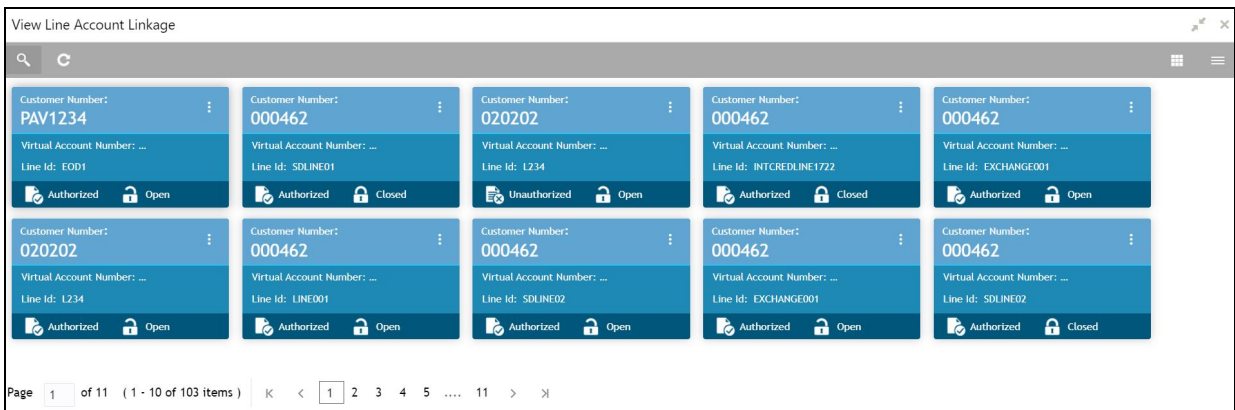 View Line Account Linkage
Customer Number:
PAV1234
Virtual Account Number: ...
Line Id: EOD1
Authorized Open
Customer Number:
000462
Virtual Account Number: ...
Line Id: SDLINE01
Authorized Closed
Customer Number:
020202
Virtual Account Number: ...
Line Id: L234
Unauthorized Open
Customer Number:
000462
Virtual Account Number: ...
Line Id: INTCREDLINE1722
Authorized Closed
Customer Number:
000462
Virtual Account Number: ...
Line Id: EXCHANGE001
Authorized Open
Customer Number:
020202
Virtual Account Number: ...
Line Id: L234
Authorized Open
Customer Number:
000462
Virtual Account Number: ...
Line Id: LINE001
Authorized Open
Customer Number:
000462
Virtual Account Number: ...
Line Id: SDLINE02
Authorized Open
Customer Number:
000462
Virtual Account Number: ...
Line Id: EXCHANGE001
Authorized Open
Customer Number:
000462
Virtual Account Number: ...
Line Id: SDLINE02
Authorized Closed
Page 1 of 11 ( 1 - 10 of 103 items ) 1 2 3 4 5 .... 11